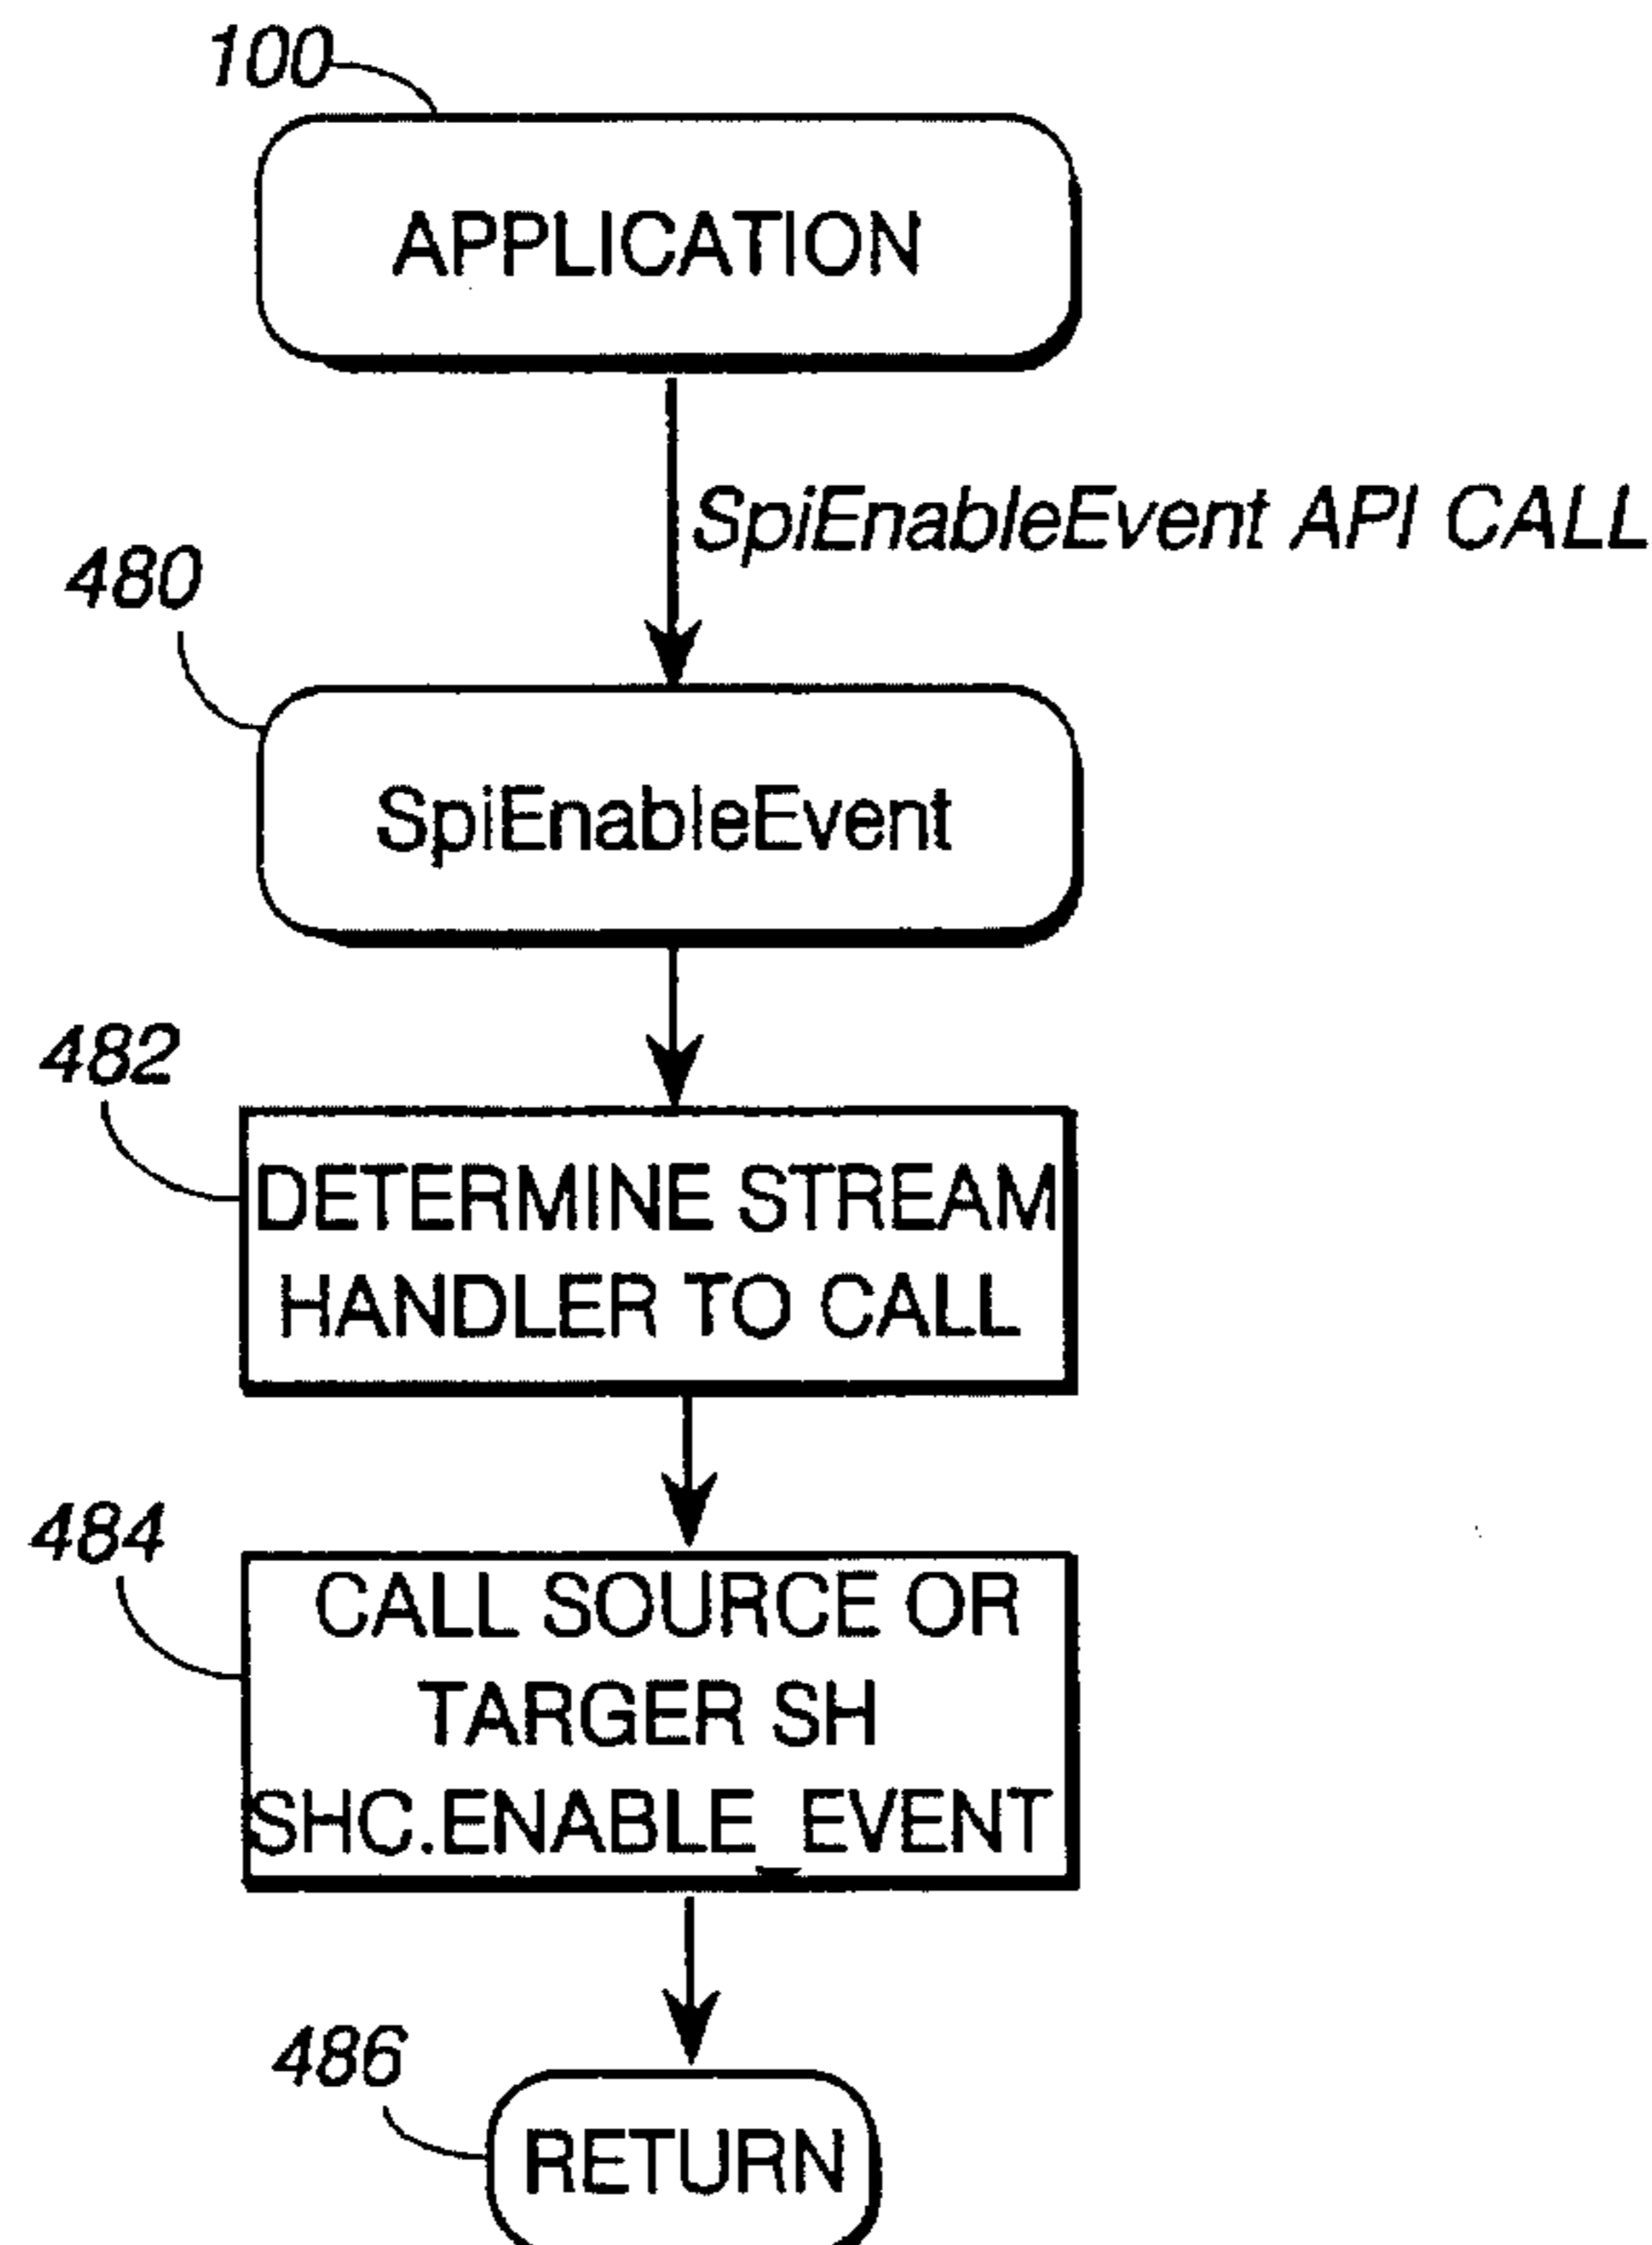 100
APPLICATION
SpiEnableEvent API CALL
480
SpiEnableEvent
482
DETERMINE STREAM
HANDLER TO CALL
484
CALL SOURCE OR
TARGER SH
SHC.ENABLE_EVENT
486
RETURN